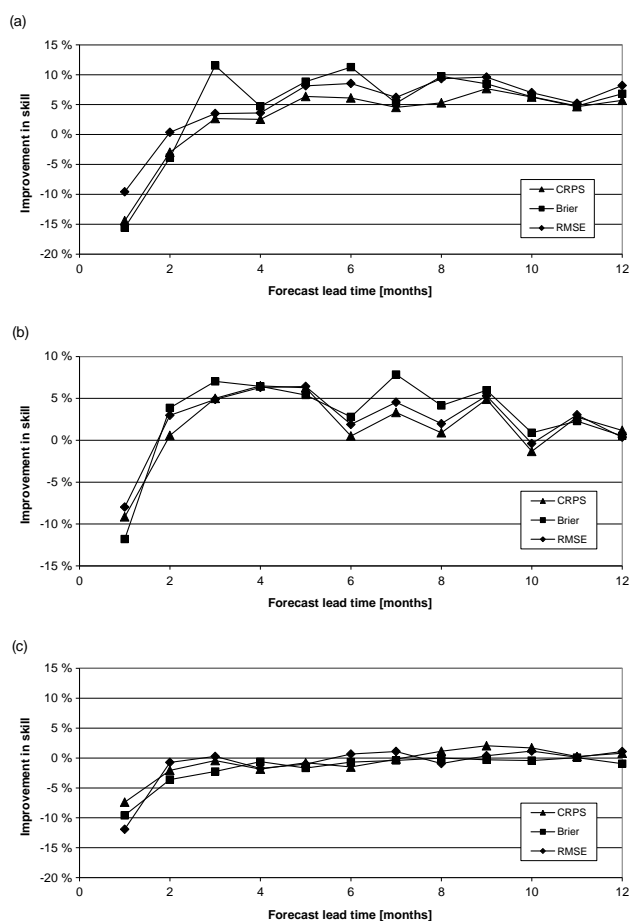 (a)
15 %
10 %
5 %
0 %
-5 %
-10 %
-15 %
-20 %
Improvement in skill
CRPS
Brier
RMSE
0 2 4 6 8 10 12
Forecast lead time [months]
(b)
10 %
5 %
0 %
-5 %
-10 %
-15 %
Improvement in skill
CRPS
Brier
RMSE
0 2 4 6 8 10 12
Forecast lead time [months]
(c)
15 %
10 %
5 %
0 %
-5 %
-10 %
-15 %
-20 %
Improvement in skill
CRPS
Brier
RMSE
0 2 4 6 8 10 12
Forecast lead time [months]